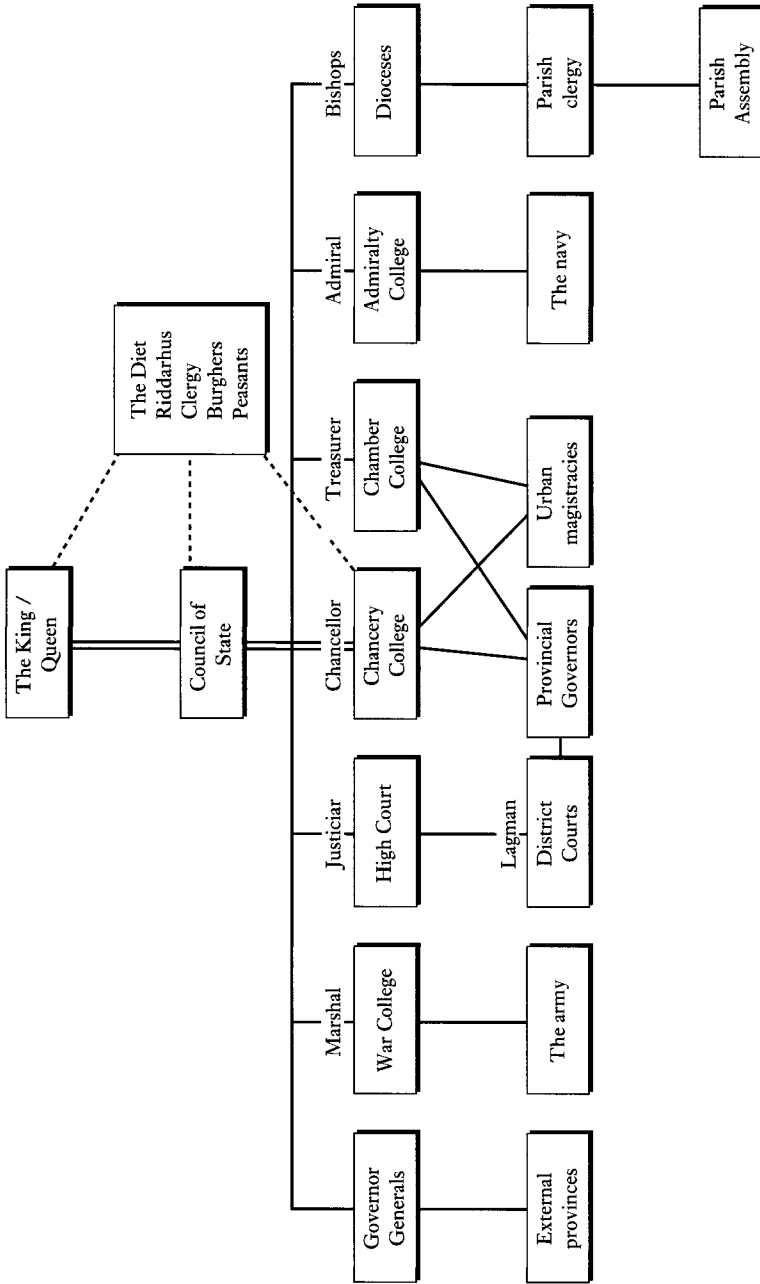 The King /
Queen
The Diet
Riddarhus
Clergy
Burghers
Peasants
Council of
State
Governor
Generals
Marshal
War College
Justiciar
High Court
Chancellor
Chancery
College
Treasurer
Chamber
College
Admiral
Admiralty
College
Bishops
Dioceses
External
provinces
The army
Lagman
District
Courts
Provincial
Governors
Urban
magistracies
The navy
Parish
clergy
Parish
Assembly